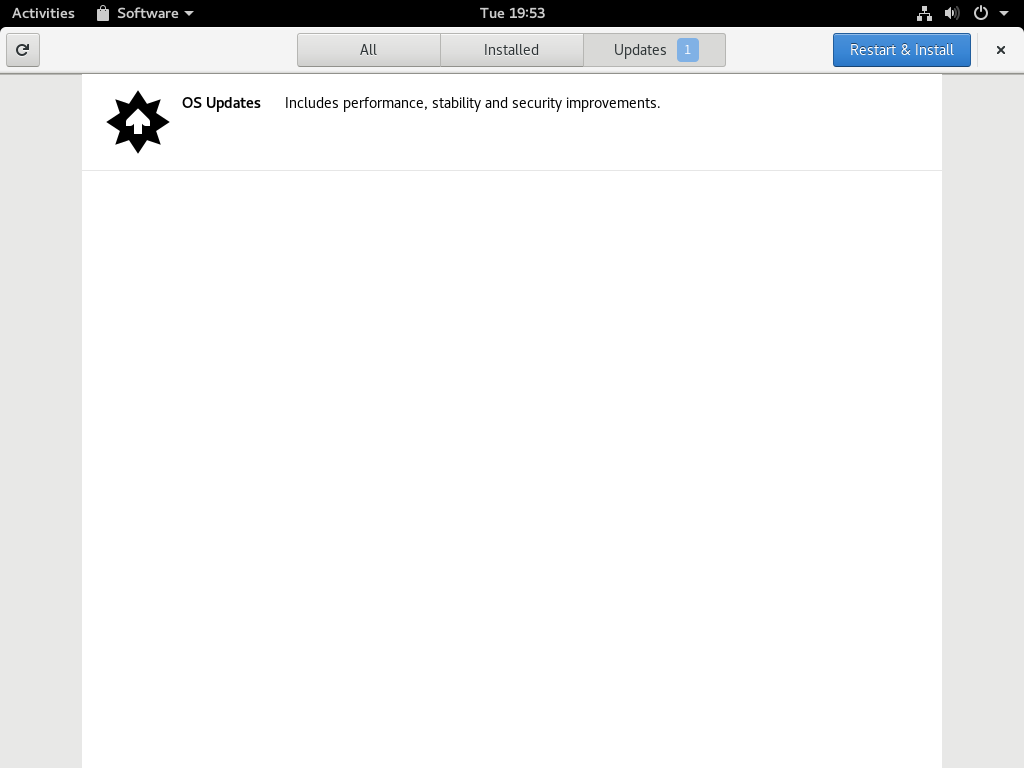 Activities Software Tue 19:53
All Installed Updates 1 Restart & Install
OS Updates Includes performance, stability and security improvements.